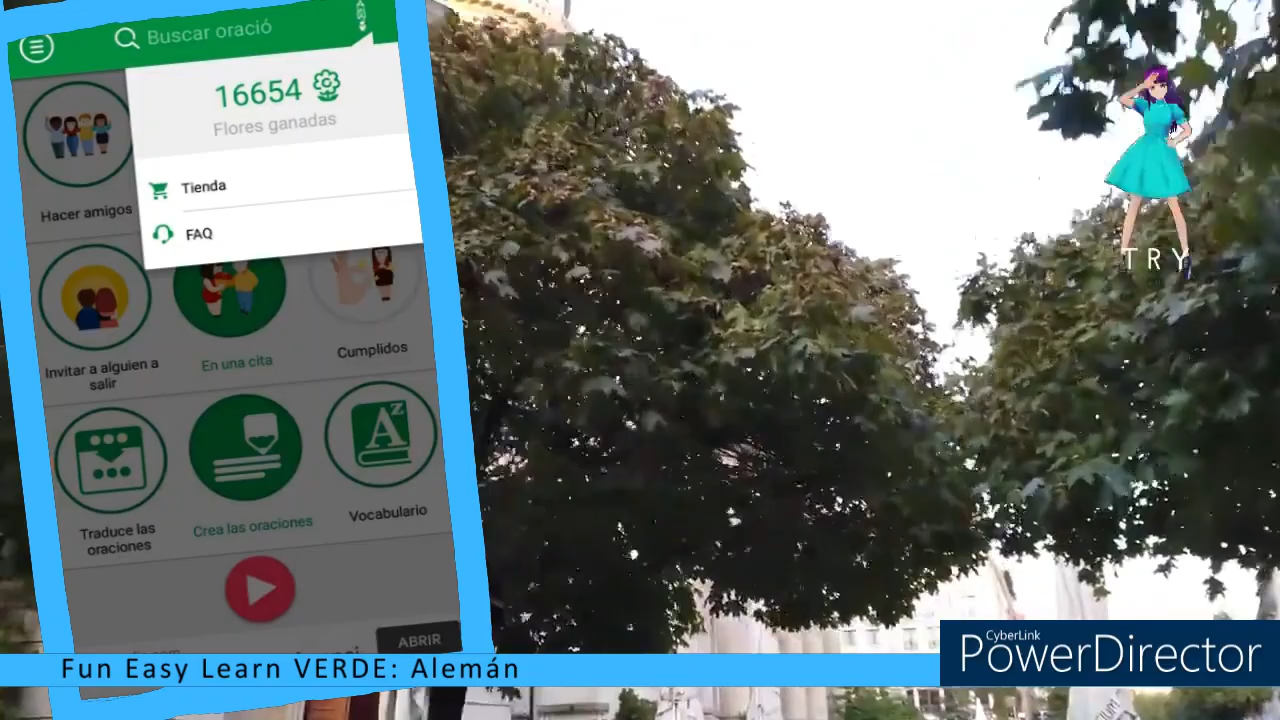 Buscar oració
16654
Flores ganadas
Tienda
FAQ
Hacer amigos
Invitar a alguien a
salir
En una cita
Cumplidos
Traduce las
oraciones
Crea las oraciones
Vocabulario
ABRIR
Fun Easy Learn VERDE: Alemán
TRY
CyberLink
PowerDirector